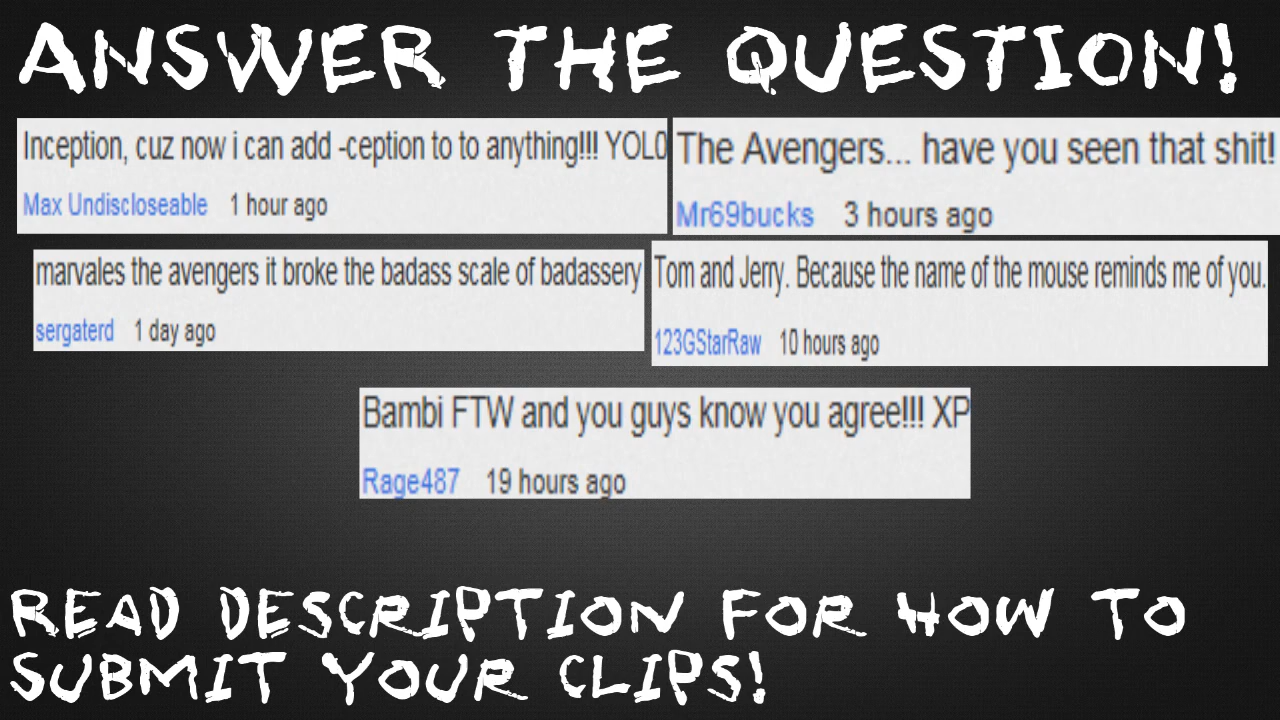 ANSWER THE QUESTION!
Inception, cuz now i can add -ception to to anything!!! YOLO
Max Undiscloseable 1 hour ago
The Avengers... have you seen that shit!
Mr69bucks 3 hours ago
marvales the avengers it broke the badass scale of badassery
sergaterd 1 day ago
Tom and Jerry. Because the name of the mouse reminds me of you.
123GStarRaw 10 hours ago
Bambi FTW and you guys know you agree!!! XP
Rage487 19 hours ago
READ DESCRIPTION FOR HOW TO
SUBMIT YOUR CLIPS!